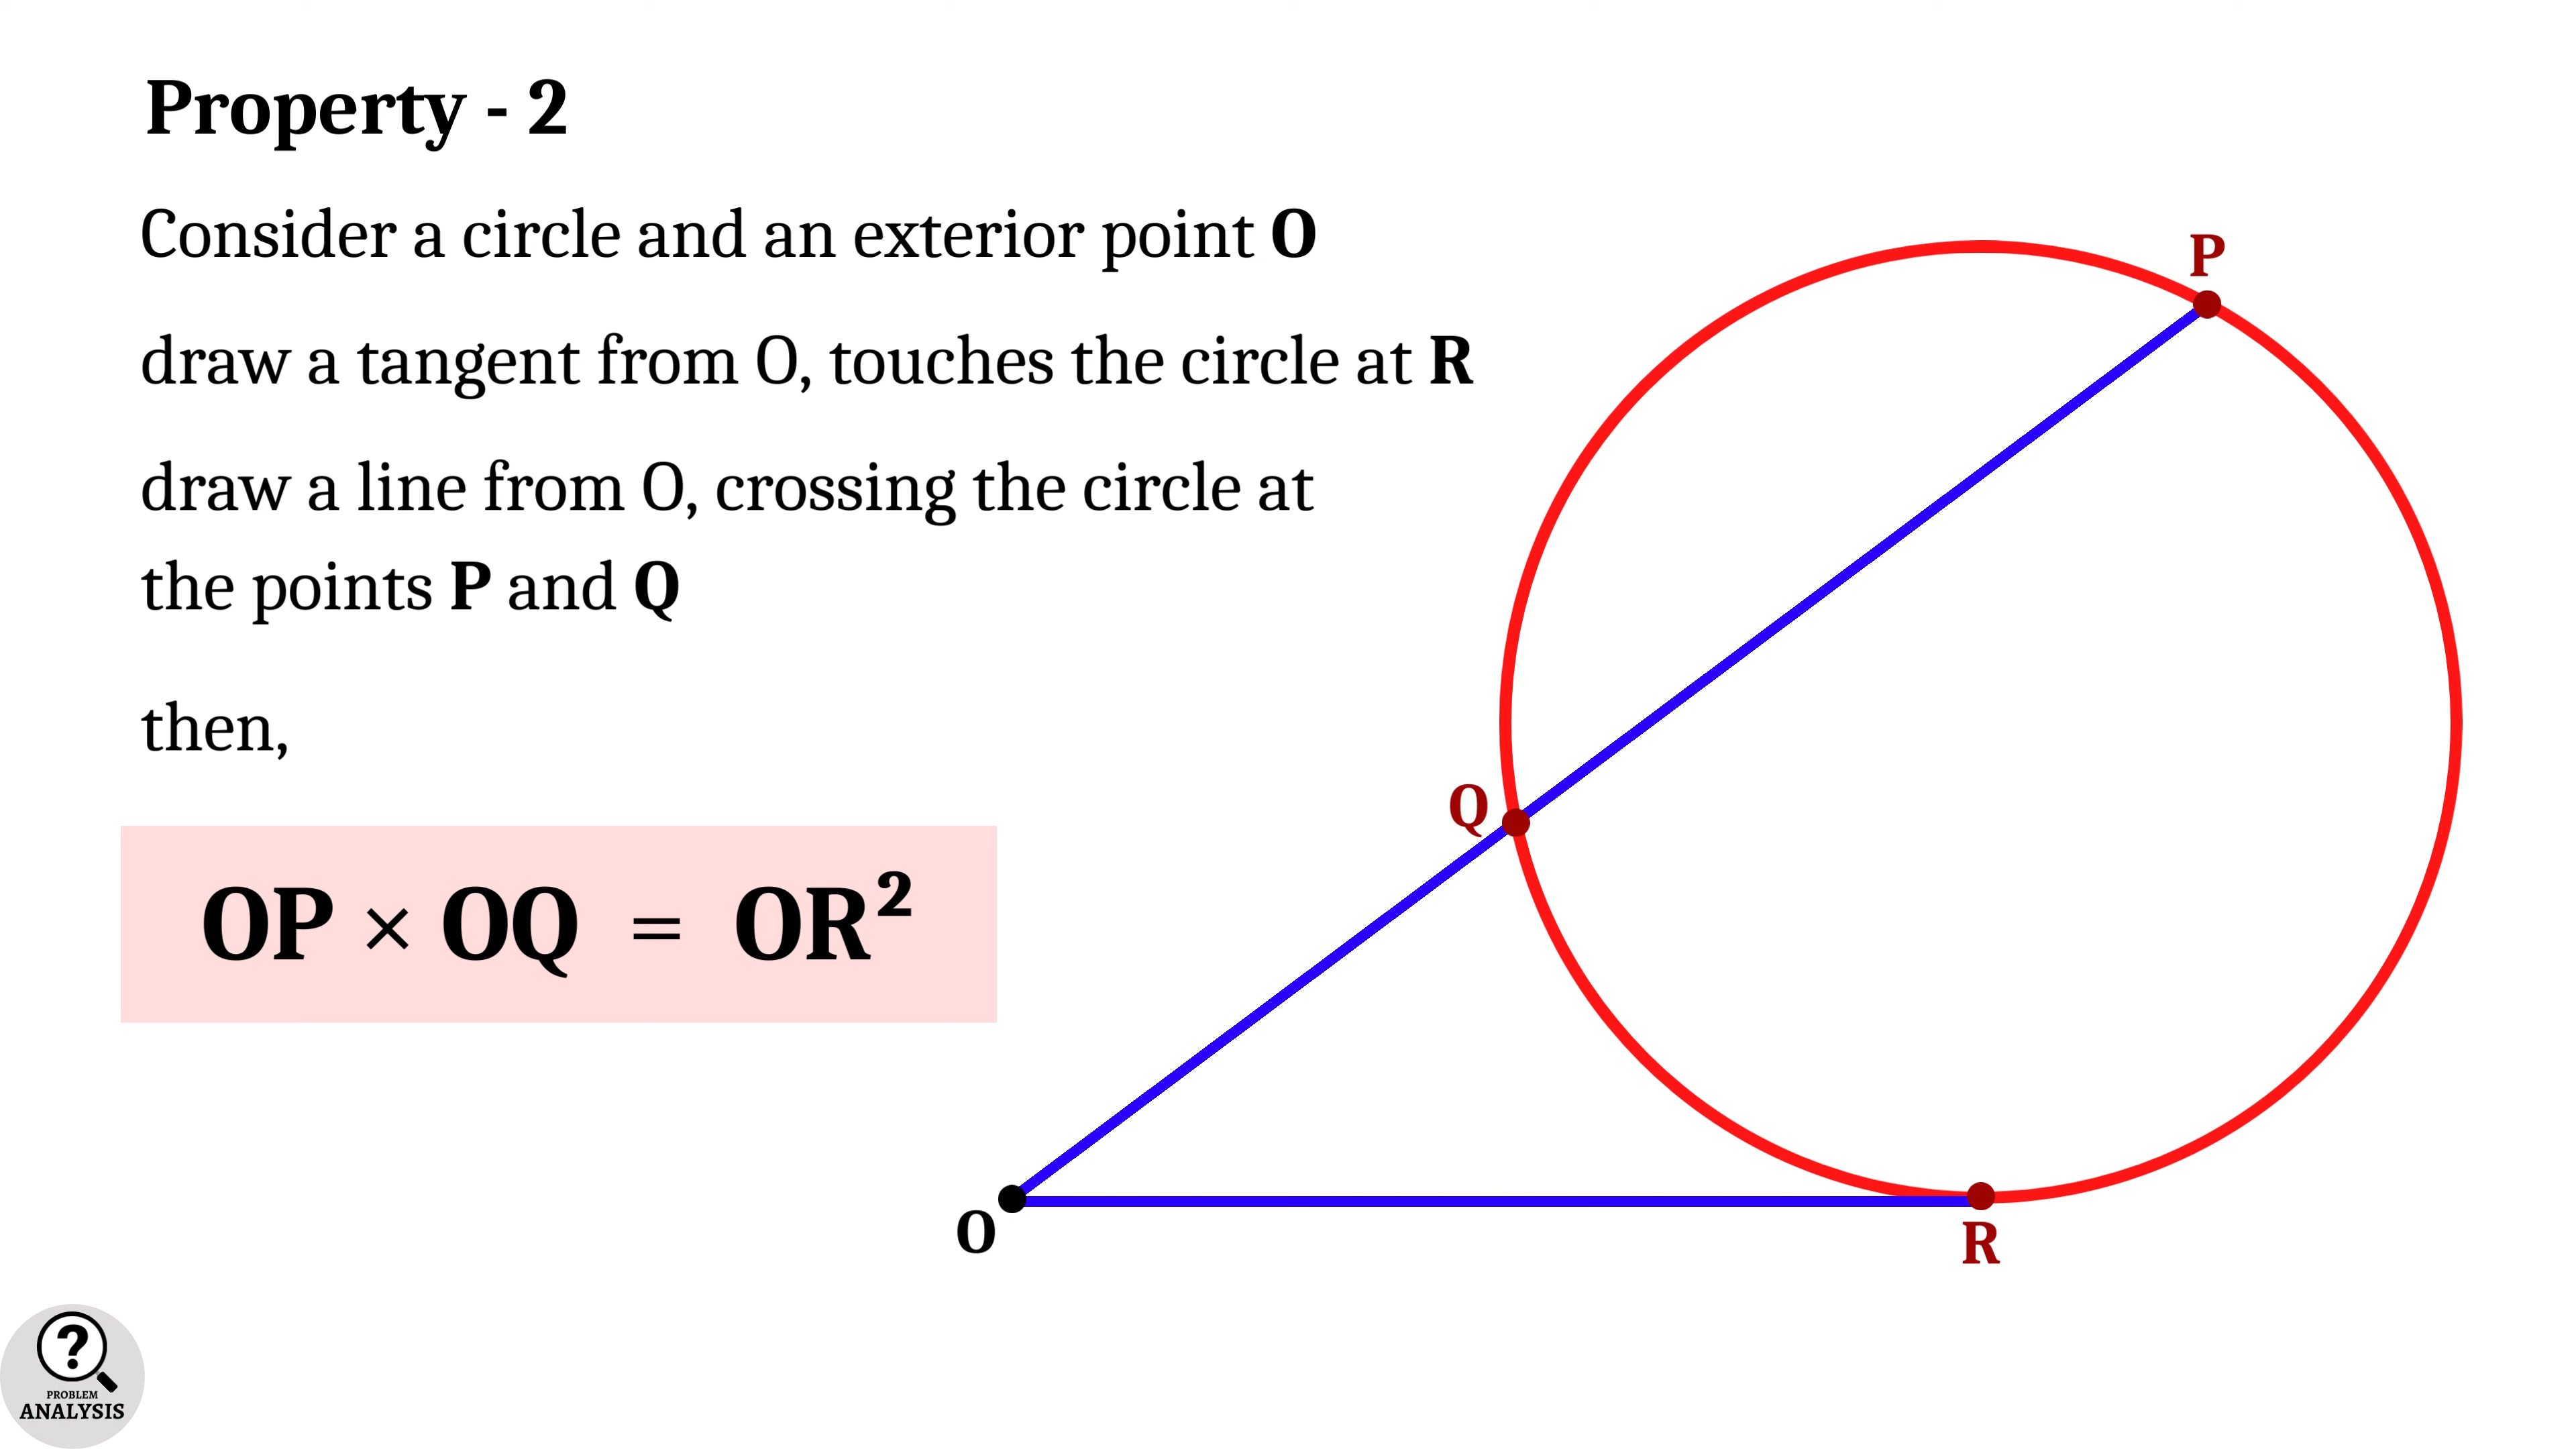 Property - 2
Consider a circle and an exterior point O
draw a tangent from O, touches the circle at R
draw a line from O, crossing the circle at
the points P and Q
then,
OP × OQ = OR²
P
Q
O
R
?
PROBLEM
ANALYSIS